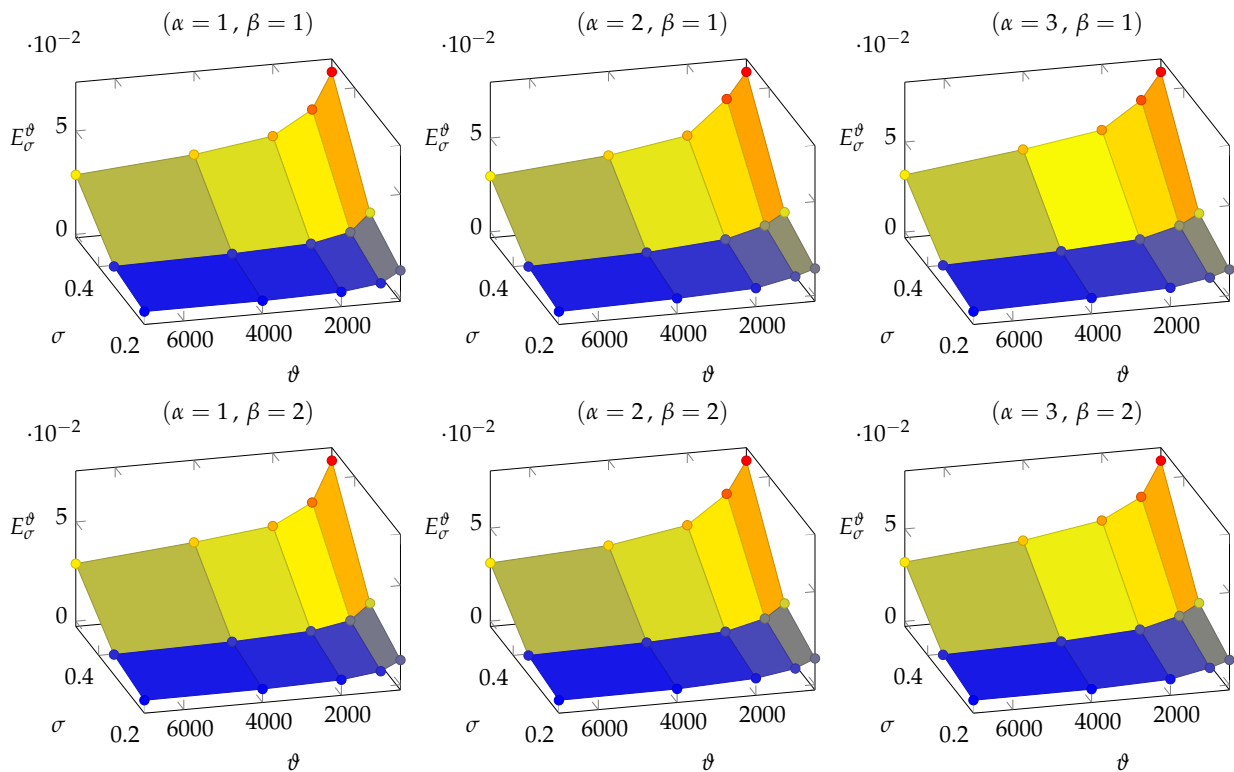 (α = 1 , β = 1)
·10⁻²
5
0
E_σ^ϑ
0.4
0.2
σ
6000
4000
2000
ϑ
(α = 2 , β = 1)
·10⁻²
5
0
E_σ^ϑ
0.4
0.2
σ
6000
4000
2000
ϑ
(α = 3 , β = 1)
·10⁻²
5
0
E_σ^ϑ
0.4
0.2
σ
6000
4000
2000
ϑ
(α = 1 , β = 2)
·10⁻²
5
0
E_σ^ϑ
0.4
0.2
σ
6000
4000
2000
ϑ
(α = 2 , β = 2)
·10⁻²
5
0
E_σ^ϑ
0.4
0.2
σ
6000
4000
2000
ϑ
(α = 3 , β = 2)
·10⁻²
5
0
E_σ^ϑ
0.4
0.2
σ
6000
4000
2000
ϑ